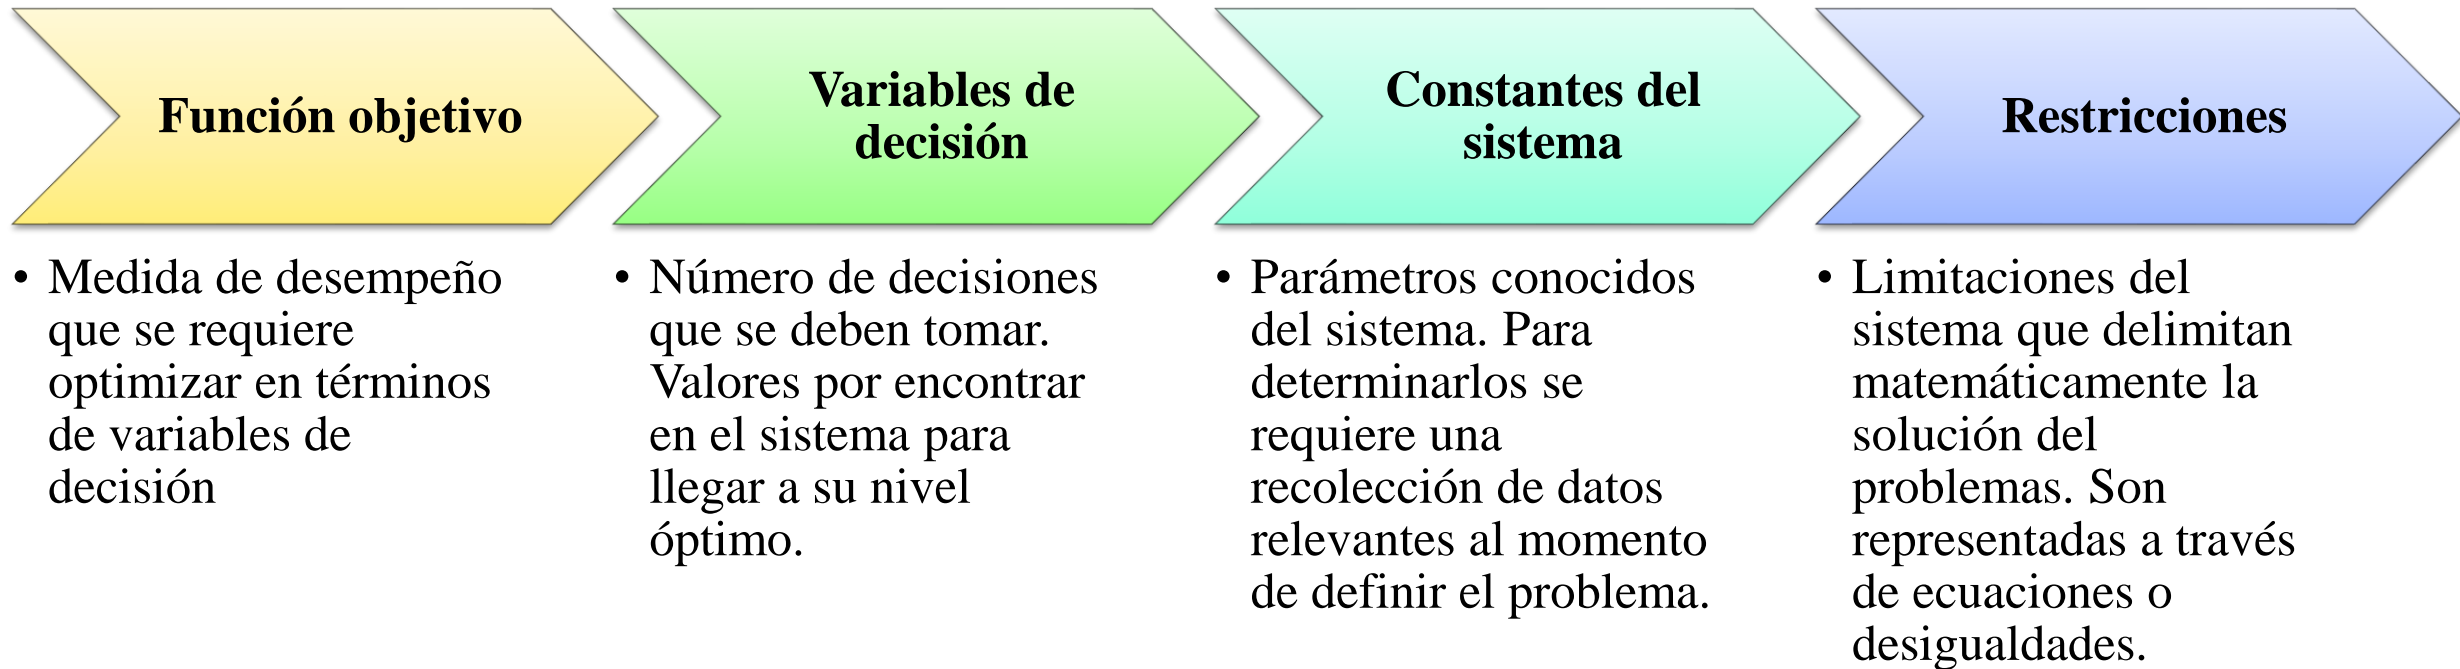 Función objetivo
• Medida de desempeño
que se requiere
optimizar en términos
de variables de
decisión
Variables de
decisión
• Número de decisiones
que se deben tomar.
Valores por encontrar
en el sistema para
llegar a su nivel
óptimo.
Constantes del
sistema
• Parámetros conocidos
del sistema. Para
determinarlos se
requiere una
recolección de datos
relevantes al momento
de definir el problema.
Restricciones
• Limitaciones del
sistema que delimitan
matemáticamente la
solución del
problemas. Son
representadas a través
de ecuaciones o
desigualdades.